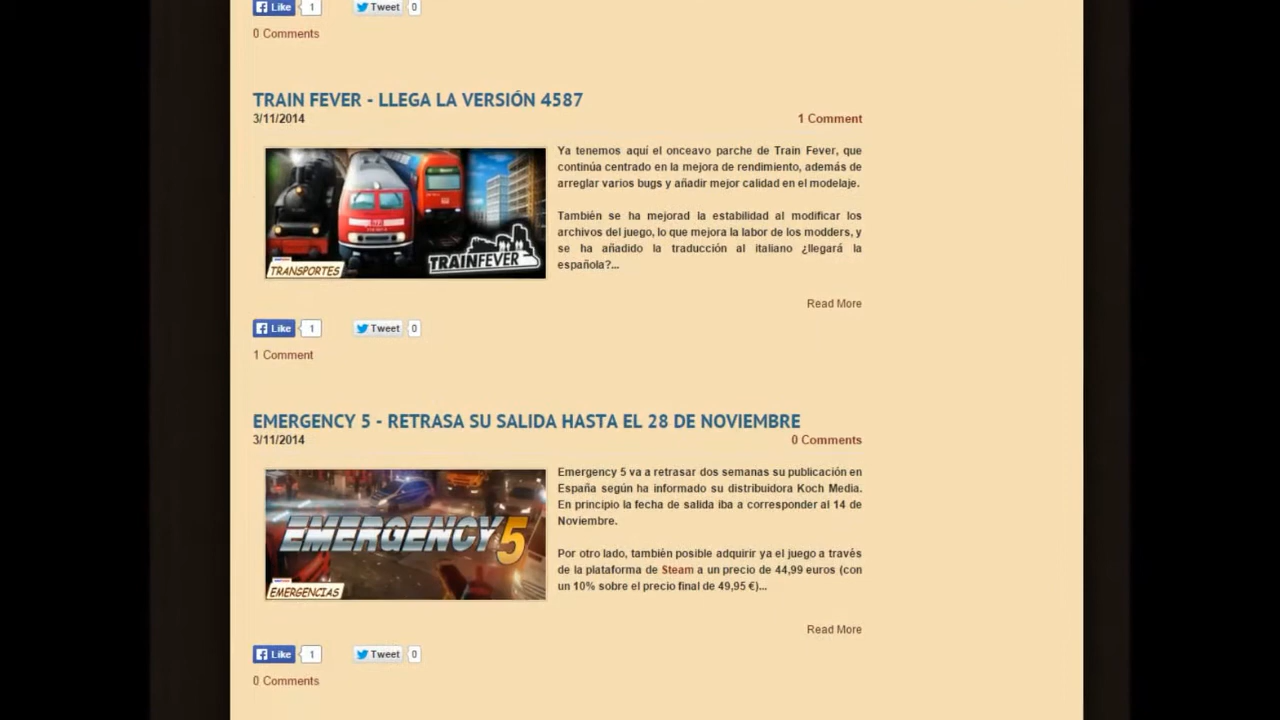 Like 1 Tweet 0
0 Comments
TRAIN FEVER - LLEGA LA VERSIÓN 4587
3/11/2014 1 Comment
Ya tenemos aquí el onceavo parche de Train Fever, que
continúa centrado en la mejora de rendimiento, además de
arreglar varios bugs y añadir mejor calidad en el modelaje.
También se ha mejorad la estabilidad al modificar los
archivos del juego, lo que mejora la labor de los modders, y
se ha añadido la traducción al italiano ¿llegará la
española?...
TRAINFEVER
TRANSPORTES
Read More
Like 1 Tweet 0
1 Comment
EMERGENCY 5 - RETRASA SU SALIDA HASTA EL 28 DE NOVIEMBRE
3/11/2014 0 Comments
Emergency 5 va a retrasar dos semanas su publicación en
España según ha informado su distribuidora Koch Media.
En principio la fecha de salida iba a corresponder al 14 de
Noviembre.
Por otro lado, también posible adquirir ya el juego a través
de la plataforma de Steam a un precio de 44,99 euros (con
un 10% sobre el precio final de 49,95 €)...
EMERGENCY 5
EMERGENCIAS
Read More
Like 1 Tweet 0
0 Comments